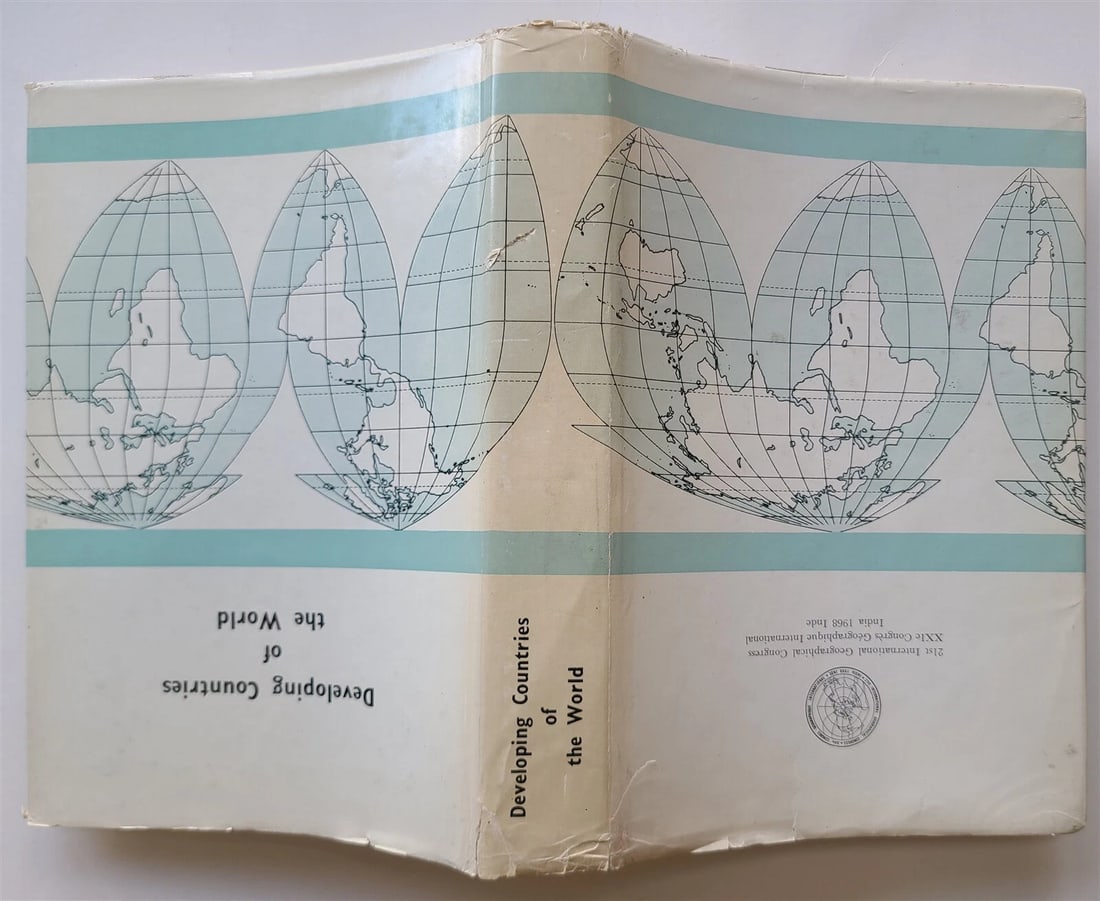 Developing Countries
of
the World
Developing Countries
of
the World
21st International Geographical Congress
XXIe Congrès Géographique International
India 1968 Inde